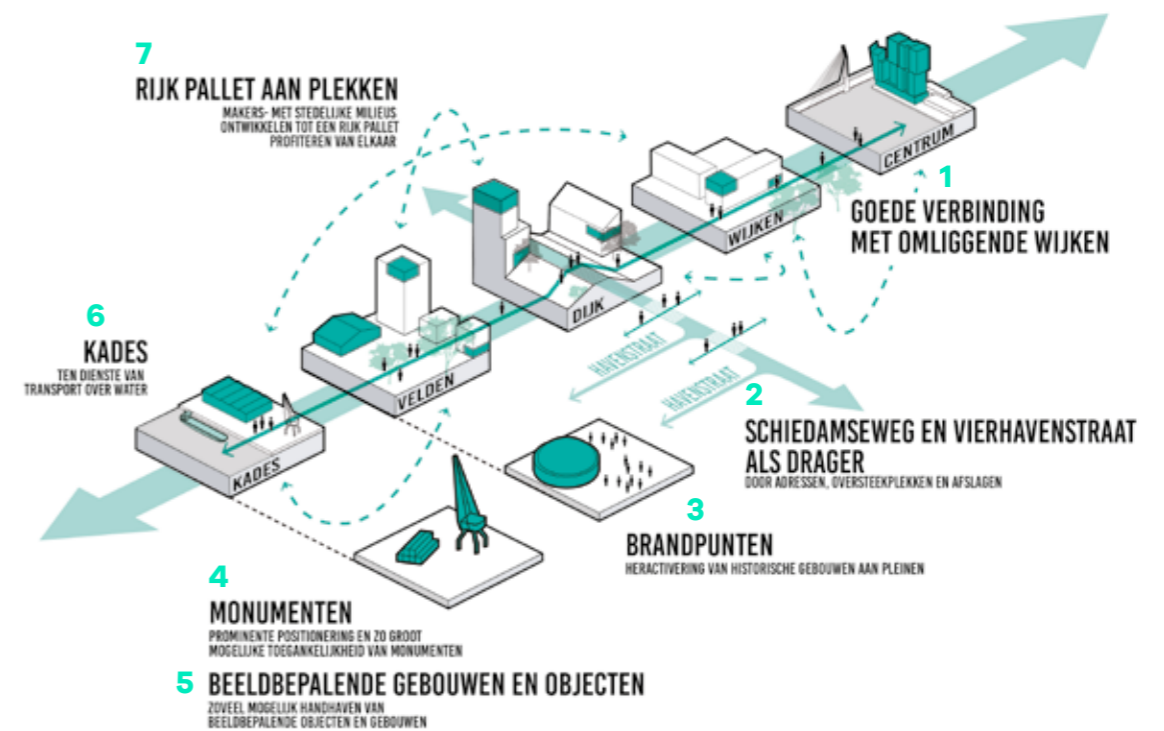 7
RIJK PALLET AAN PLEKKEN
MAKERS- MET STEDELIJKE MILIEUS
ONTWIKKELEN TOT EEN RIJK PALLET
PROFITEREN VAN ELKAAR
CENTRUM
1
GOEDE VERBINDING
MET OMLIGGENDE WIJKEN
WIJKEN
DIJK
6
KADES
TEN DIENSTE VAN
TRANSPORT OVER WATER
VELDEN
HAVENSTRAAT
HAVENSTRAAT
2
SCHIEDAMSEWEG EN VIERHAVENSTRAAT
ALS DRAGER
DOOR ADRESSEN, OVERSTEEKPLEKKEN EN AFSLAGEN
KADES
3
BRANDPUNTEN
HERACTIVERING VAN HISTORISCHE GEBOUWEN AAN PLEINEN
4
MONUMENTEN
PROMINENTE POSITIONERING EN ZO GROOT
MOGELIJKE TOEGANKELIJKHEID VAN MONUMENTEN
5 BEELDBEPALENDE GEBOUWEN EN OBJECTEN
ZOVEEL MOGELIJK HANDHAVEN VAN
BEELDBEPALENDE OBJECTEN EN GEBOUWEN